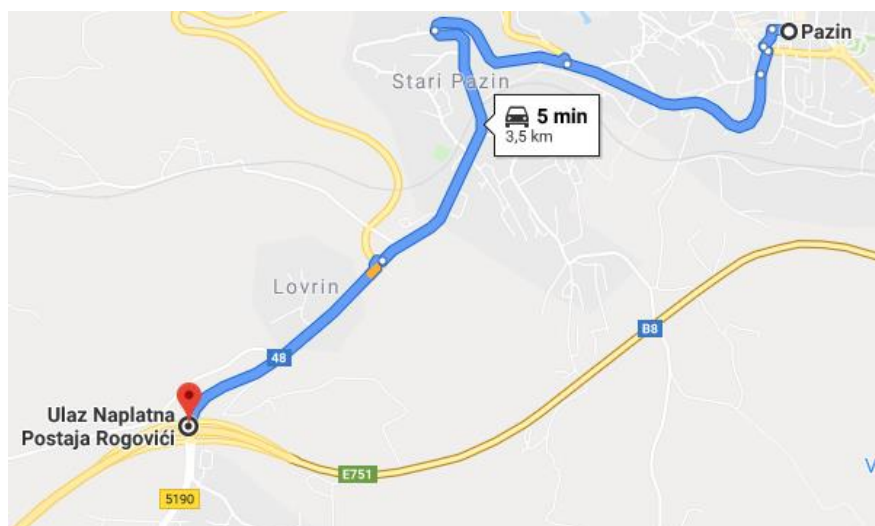 Pazin
Stari Pazin
5 min
3,5 km
Lovrin
B8
48
Ulaz Naplatna
Postaja Rogovići
E751
V
5190